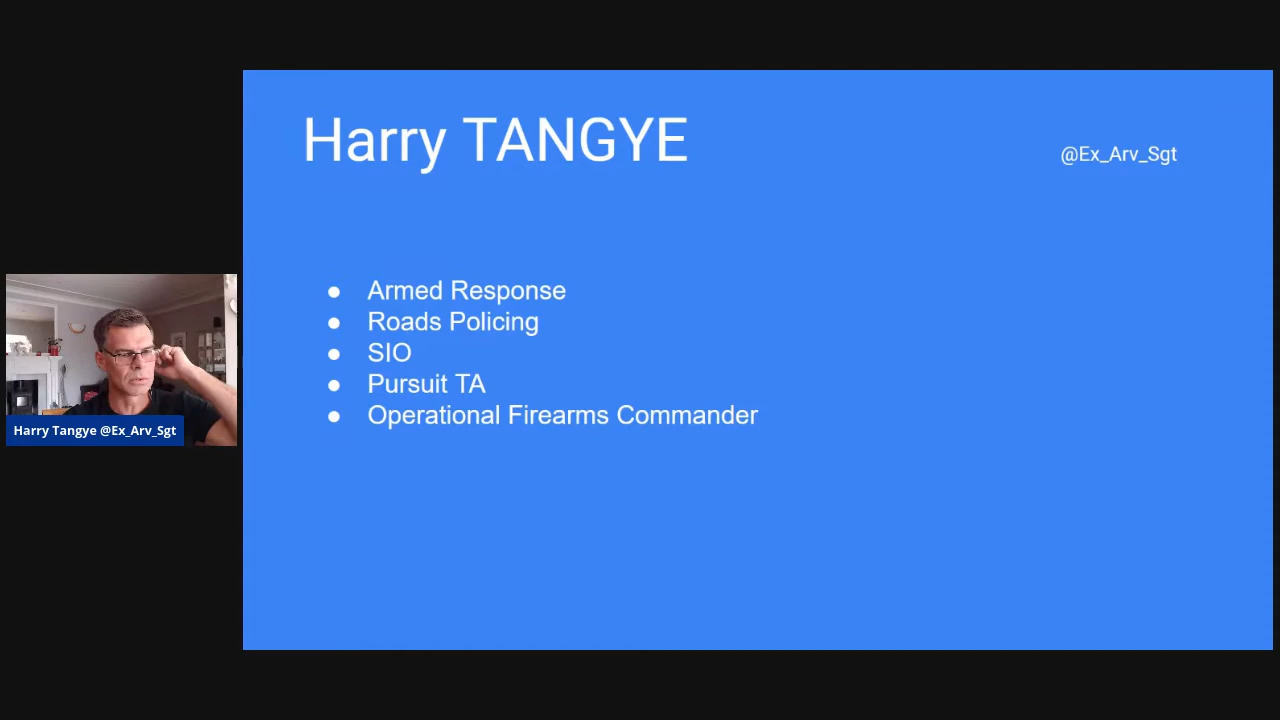 Harry TANGYE
@Ex_Arv_Sgt
● Armed Response
● Roads Policing
● SIO
● Pursuit TA
● Operational Firearms Commander
Harry Tangye @Ex_Arv_Sgt